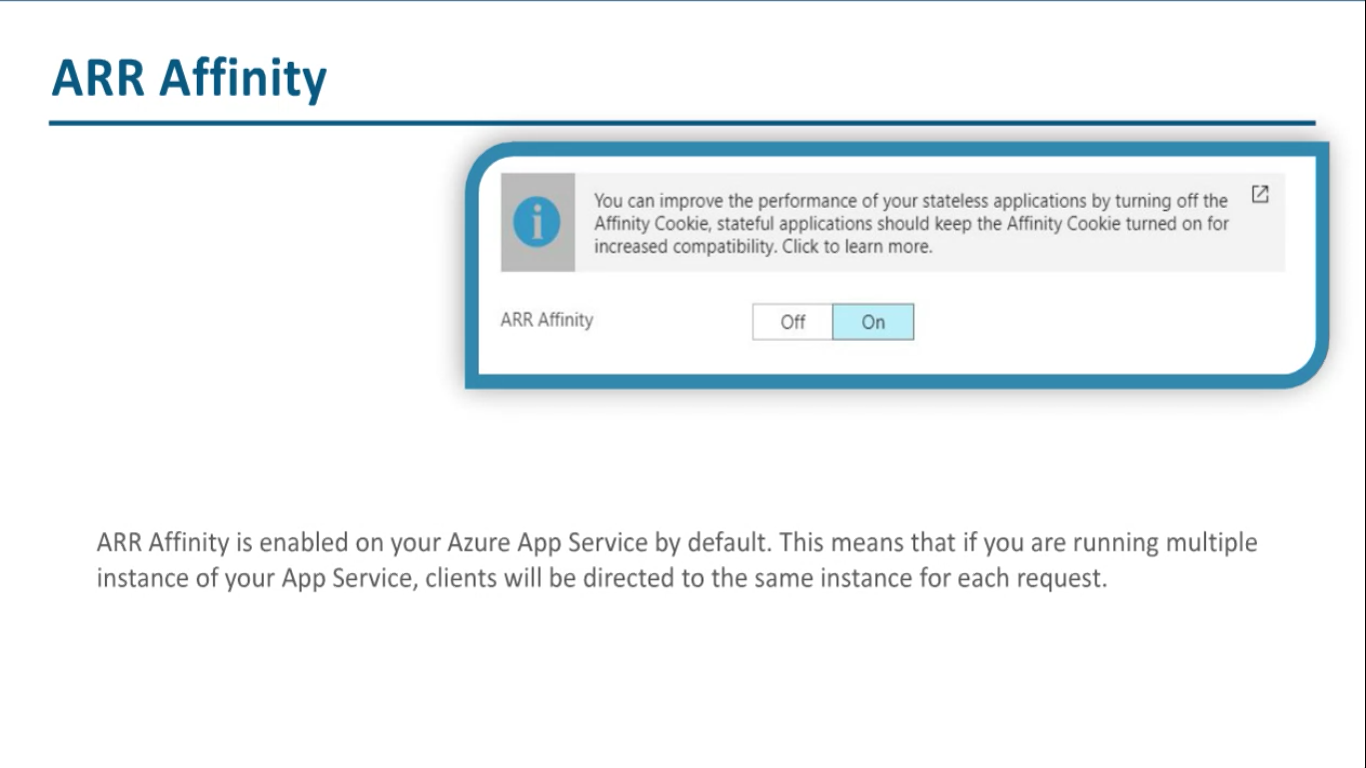 ARR Affinity
You can improve the performance of your stateless applications by turning off the
Affinity Cookie, stateful applications should keep the Affinity Cookie turned on for
increased compatibility. Click to learn more.
ARR Affinity
Off On
ARR Affinity is enabled on your Azure App Service by default. This means that if you are running multiple
instance of your App Service, clients will be directed to the same instance for each request.